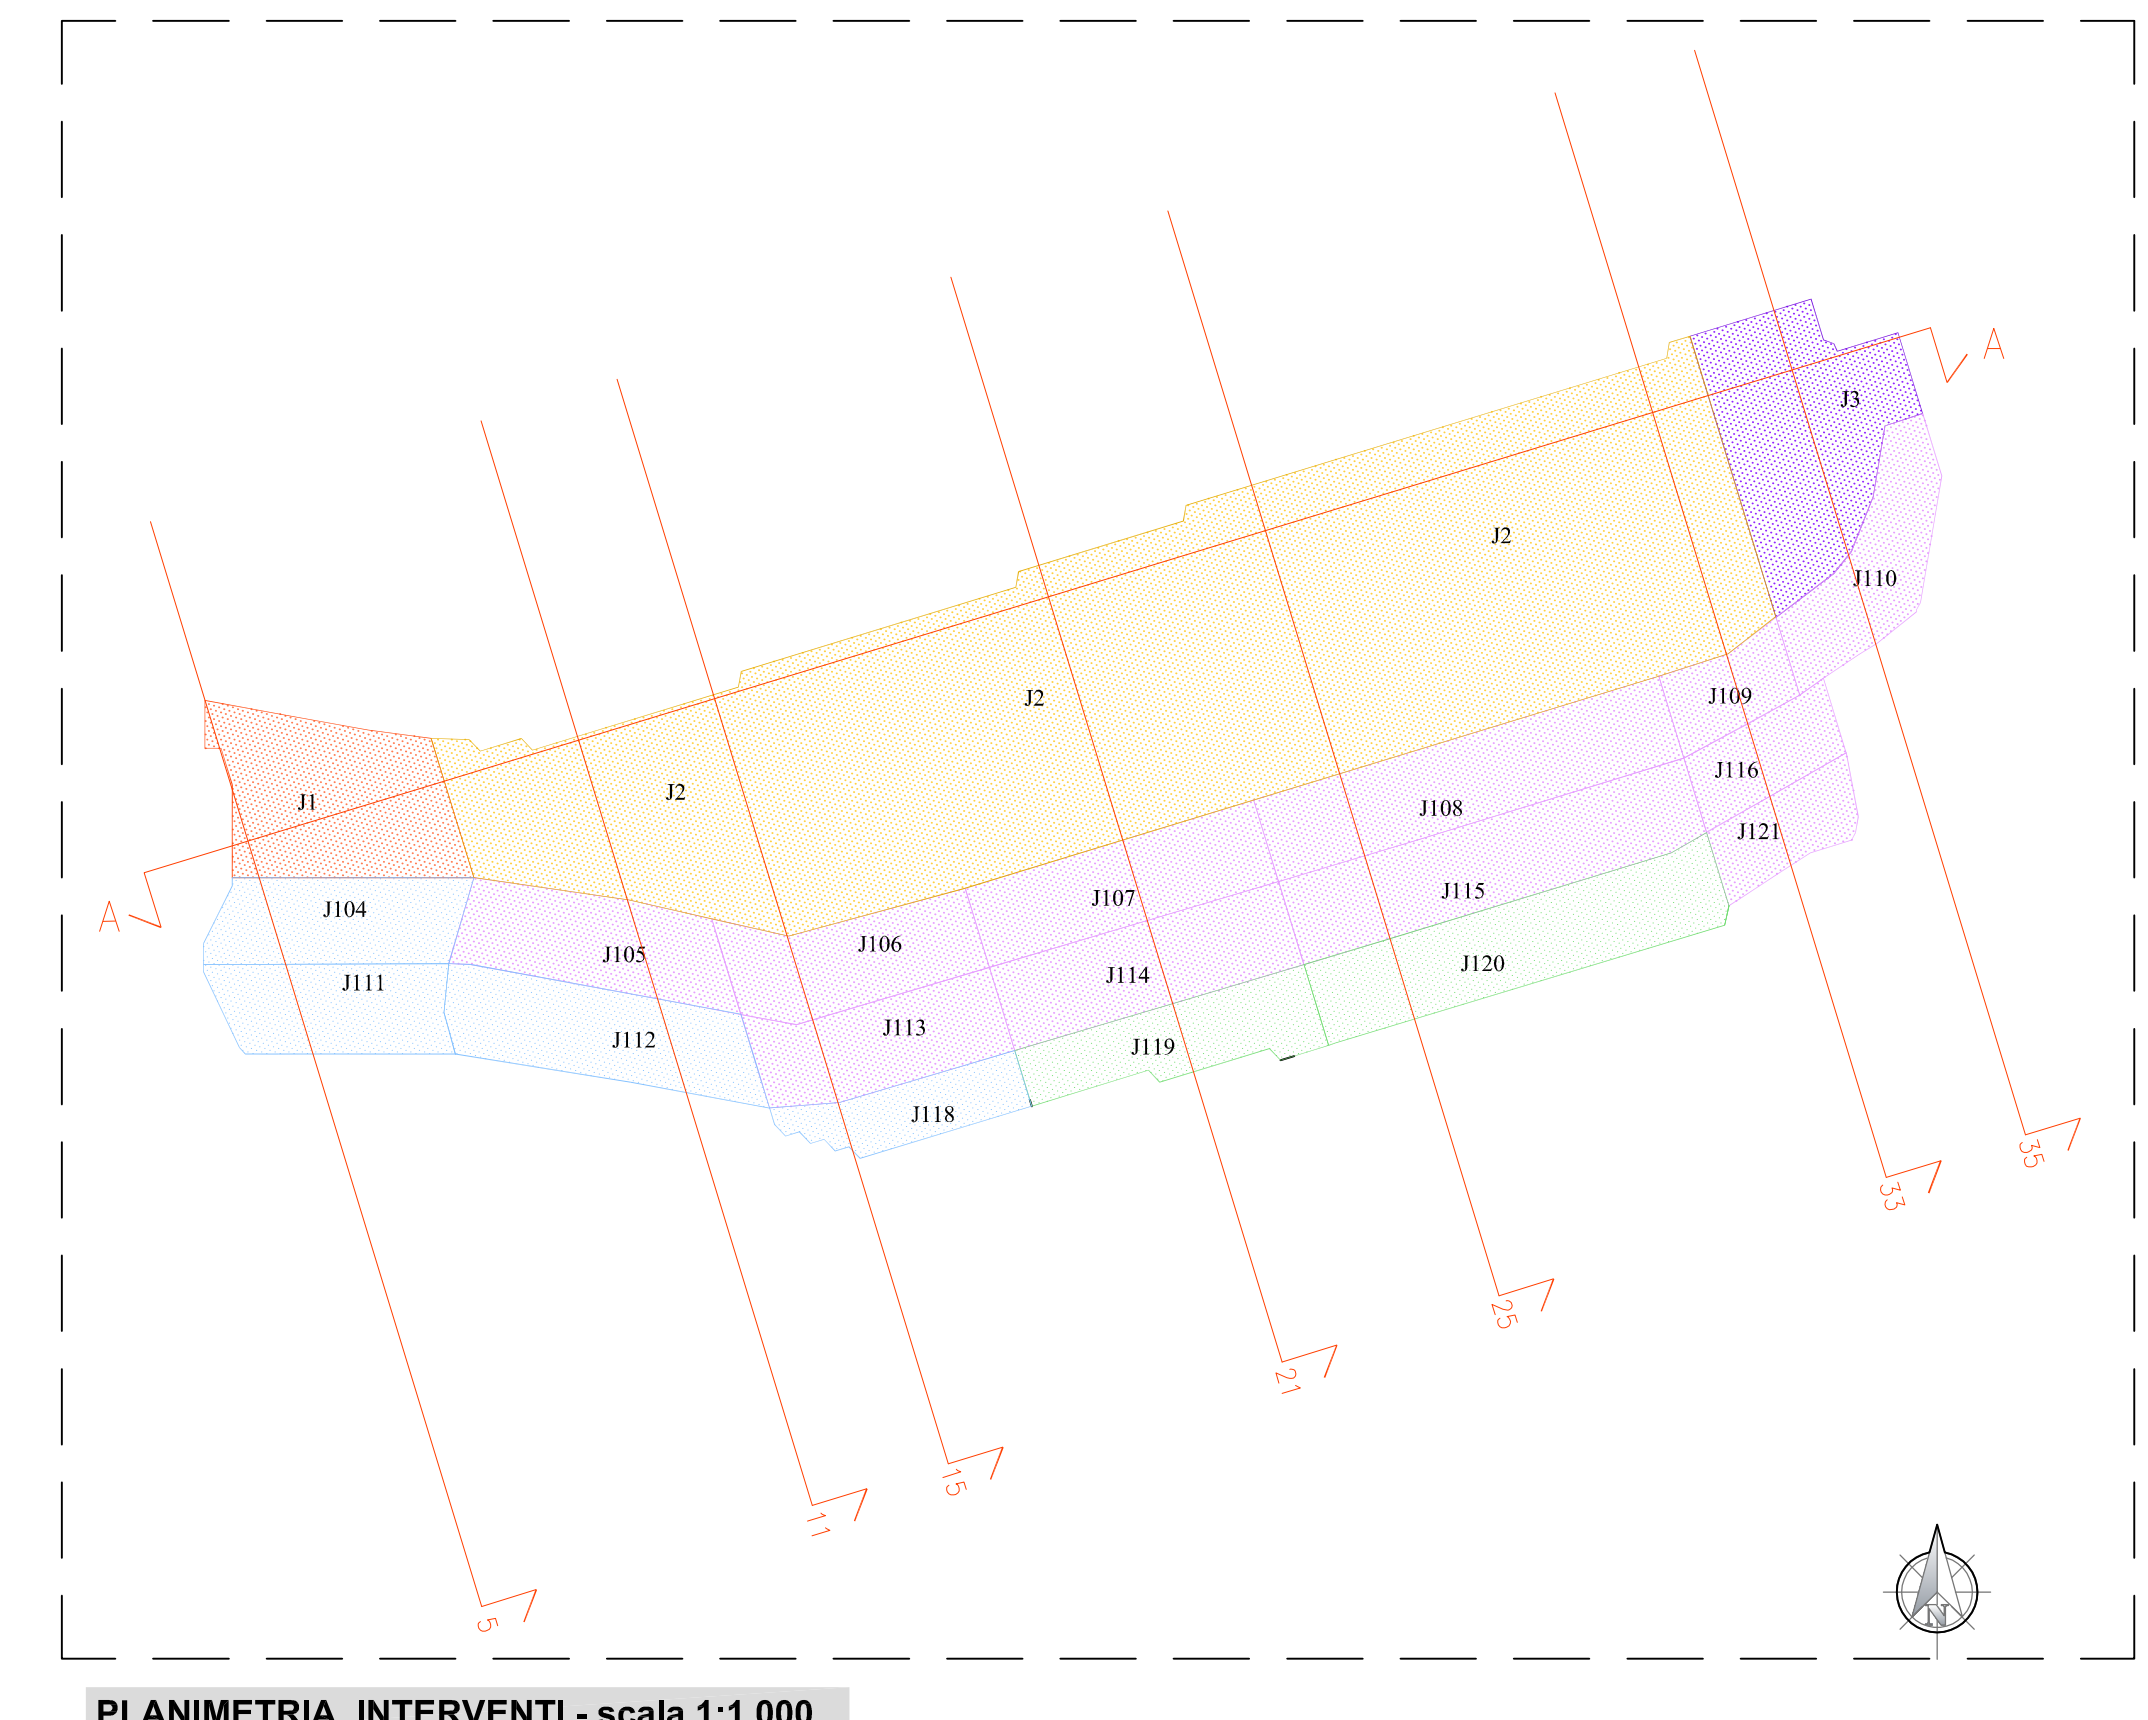 A
J3
J2
J110
J2
J109
J116
J2
J1
J108
J121
J115
J107
J104
A
J106
J105
J120
J114
J111
J113
J112
J119
J118
35
33
25
21
15
11
5
N
PLANIMETRIA INTERVENTI - scala 1:1.000